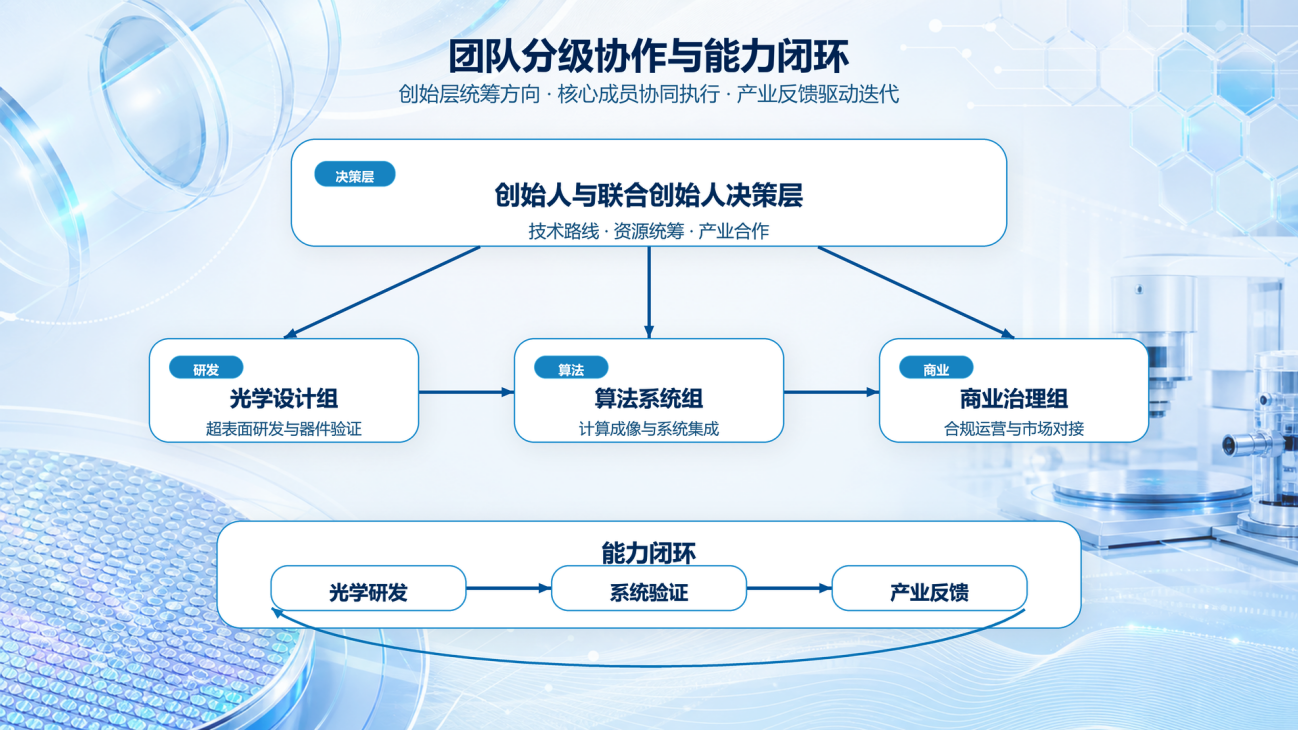 团队分级协作与能力闭环
创始层统筹方向 · 核心成员协同执行 · 产业反馈驱动迭代
决策层
创始人与联合创始人决策层
技术路线 · 资源统筹 · 产业合作
研发
光学设计组
超表面研发与器件验证
算法
算法系统组
计算成像与系统集成
商业
商业治理组
合规运营与市场对接
能力闭环
光学研发
系统验证
产业反馈